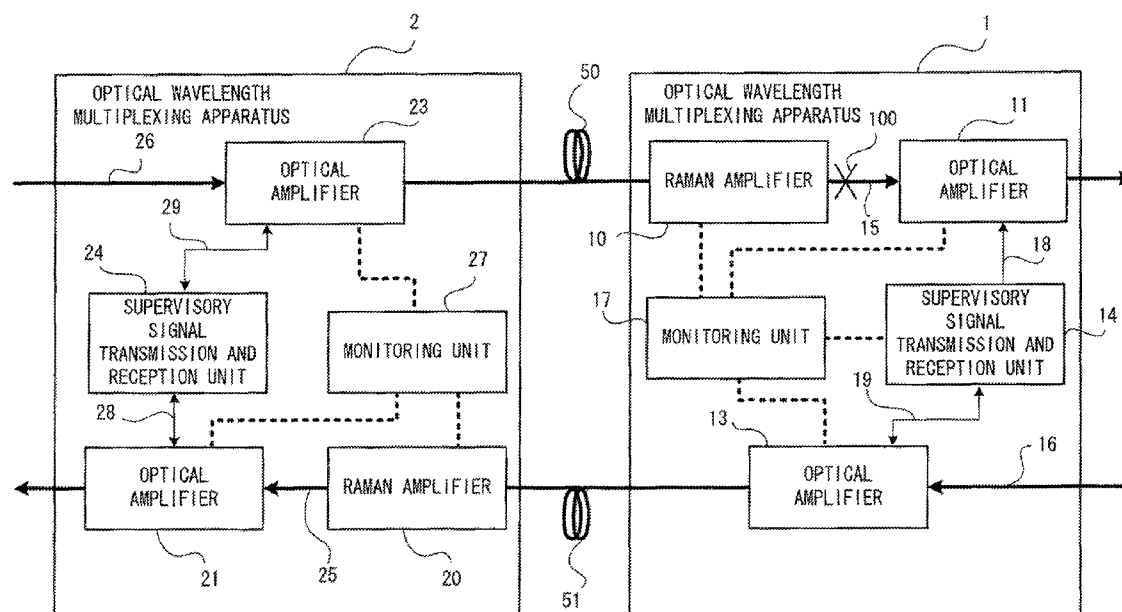 2
1
OPTICAL WAVELENGTH
MULTIPLEXING APPARATUS
23
50
OPTICAL WAVELENGTH
MULTIPLEXING APPARATUS
100
11
26
OPTICAL
AMPLIFIER
RAMAN AMPLIFIER
OPTICAL
AMPLIFIER
29
10
15
24
27
18
17
SUPERVISORY
SIGNAL
TRANSMISSION AND
RECEPTION UNIT
MONITORING UNIT
MONITORING UNIT
SUPERVISORY
SIGNAL
TRANSMISSION AND
RECEPTION UNIT
14
28
19
13
16
OPTICAL
AMPLIFIER
RAMAN AMPLIFIER
OPTICAL
AMPLIFIER
21
25
20
51